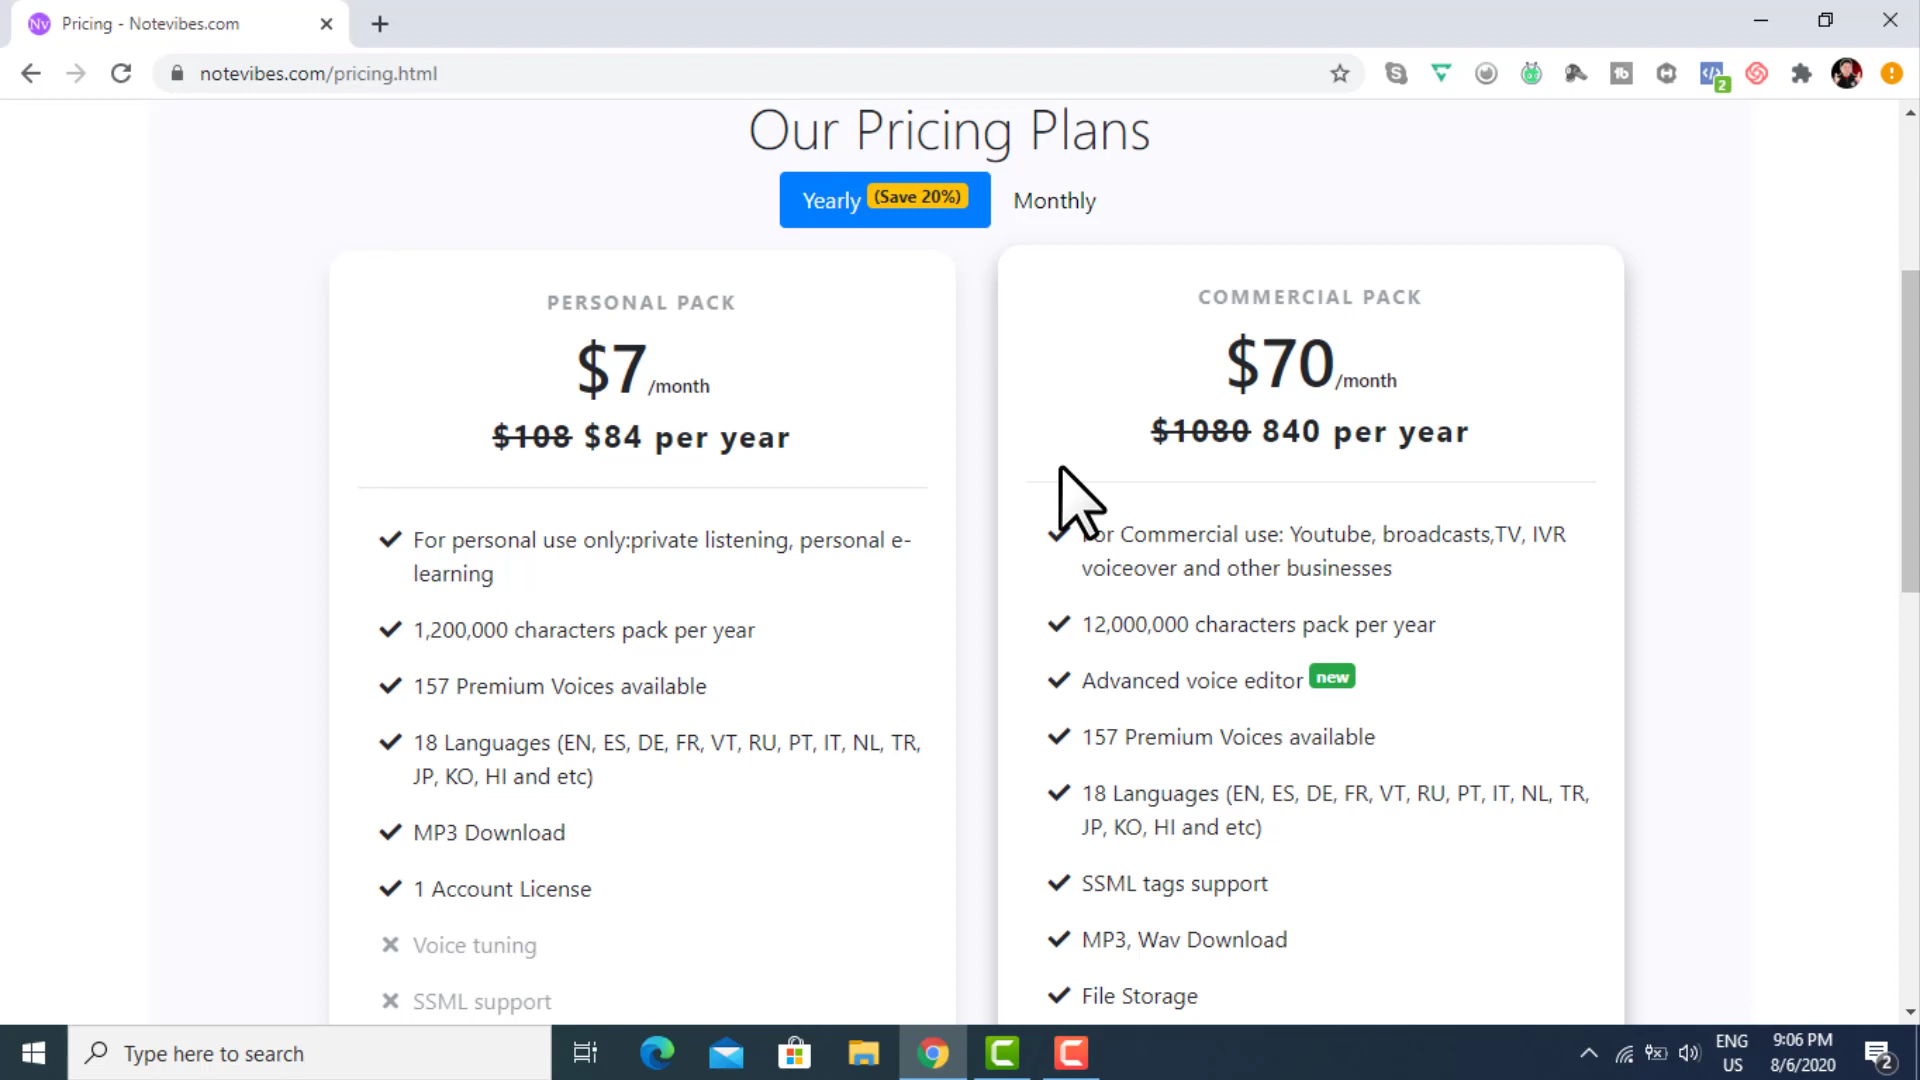 Nv Pricing - Notevibes.com
notevibes.com/pricing.html
2
Our Pricing Plans
Yearly (Save 20%) Monthly
PERSONAL PACK
$7 /month
$108 $84 per year
For personal use only:private listening, personal e-
learning
1,200,000 characters pack per year
157 Premium Voices available
18 Languages (EN, ES, DE, FR, VT, RU, PT, IT, NL, TR,
JP, KO, HI and etc)
MP3 Download
1 Account License
Voice tuning
SSML support
COMMERCIAL PACK
$70 /month
$1080 840 per year
For Commercial use: Youtube, broadcasts,TV, IVR
voiceover and other businesses
12,000,000 characters pack per year
Advanced voice editor new
157 Premium Voices available
18 Languages (EN, ES, DE, FR, VT, RU, PT, IT, NL, TR,
JP, KO, HI and etc)
SSML tags support
MP3, Wav Download
File Storage
Type here to search
ENG
US
9:06 PM
8/6/2020
2